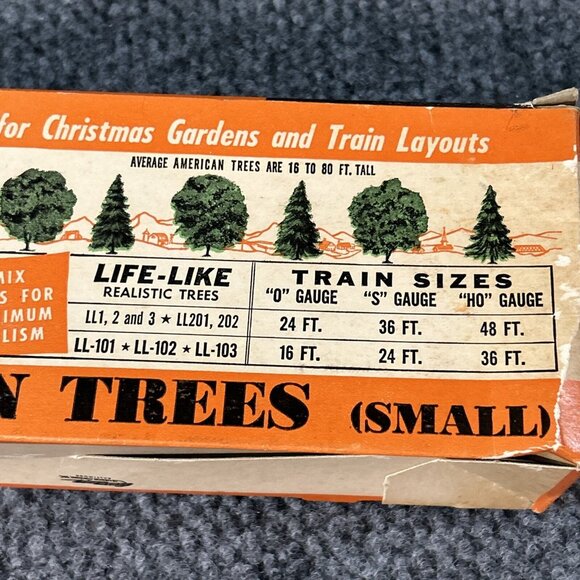 for Christmas Gardens and Train Layouts
AVERAGE AMERICAN TREES ARE 16 TO 80 FT. TALL
MIX
S FOR
IMUM
LISM
LIFE-LIKE
REALISTIC TREES
TRAIN SIZES
"O" GAUGE "S" GAUGE "HO" GAUGE
LL1, 2 and 3 ★ LL201, 202 24 FT. 36 FT. 48 FT.
LL-101 ★ LL-102 ★ LL-103 16 FT. 24 FT. 36 FT.
N TREES (SMALL)